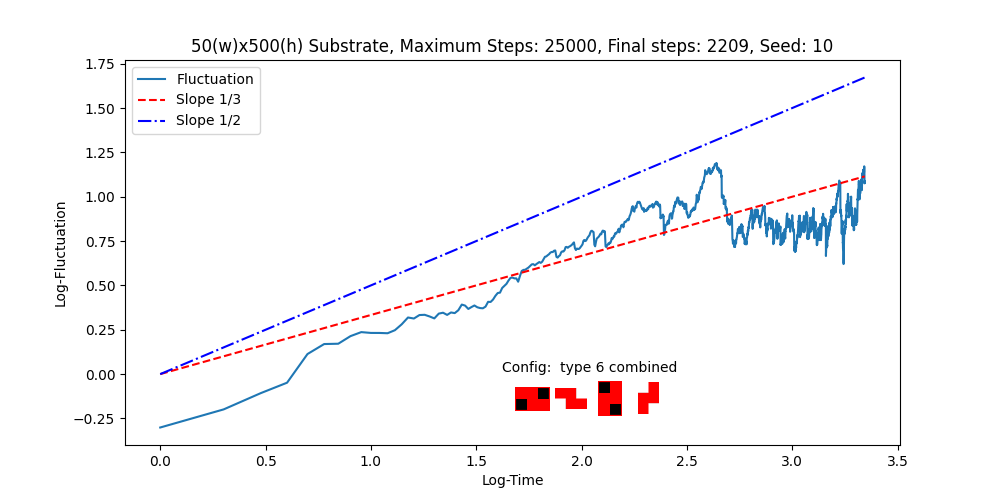 50(w)x500(h) Substrate, Maximum Steps: 25000, Final steps: 2209, Seed: 10
1.75
1.50
1.25
1.00
0.75
0.50
0.25
0.00
−0.25
Log-Fluctuation
Fluctuation
Slope 1/3
Slope 1/2
Config:  type 6 combined
0.0 0.5 1.0 1.5 2.0 2.5 3.0 3.5
Log-Time